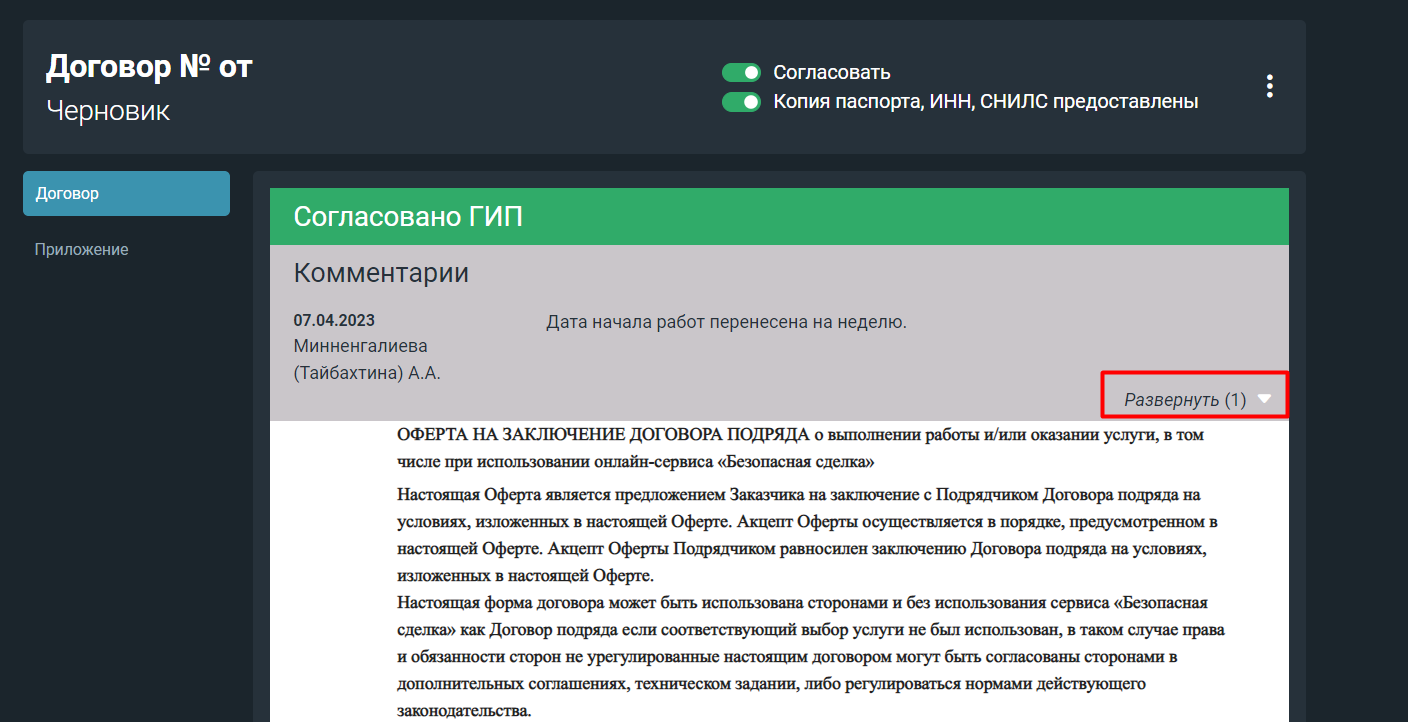 Договор № от
Черновик
Согласовать
Копия паспорта, ИНН, СНИЛС предоставлены
Договор
Приложение
Согласовано ГИП
Комментарии
07.04.2023
Минненгалиева
(Тайбахтина) А.А.
Дата начала работ перенесена на неделю.
Развернуть (1)
ОФЕРТА НА ЗАКЛЮЧЕНИЕ ДОГОВОРА ПОДРЯДА о выполнении работы и/или оказании услуги, в том
числе при использовании онлайн-сервиса «Безопасная сделка»
Настоящая Оферта является предложением Заказчика на заключение с Подрядчиком Договора подряда на
условиях, изложенных в настоящей Оферте. Акцепт Оферты осуществляется в порядке, предусмотренном в
настоящей Оферте. Акцепт Оферты Подрядчиком равносилен заключению Договора подряда на условиях,
изложенных в настоящей Оферте.
Настоящая форма договора может быть использована сторонами и без использования сервиса «Безопасная
сделка» как Договор подряда если соответствующий выбор услуги не был использован, в таком случае права
и обязанности сторон не урегулированные настоящим договором могут быть согласованы сторонами в
дополнительных соглашениях, техническом задании, либо регулироваться нормами действующего
законодательства.